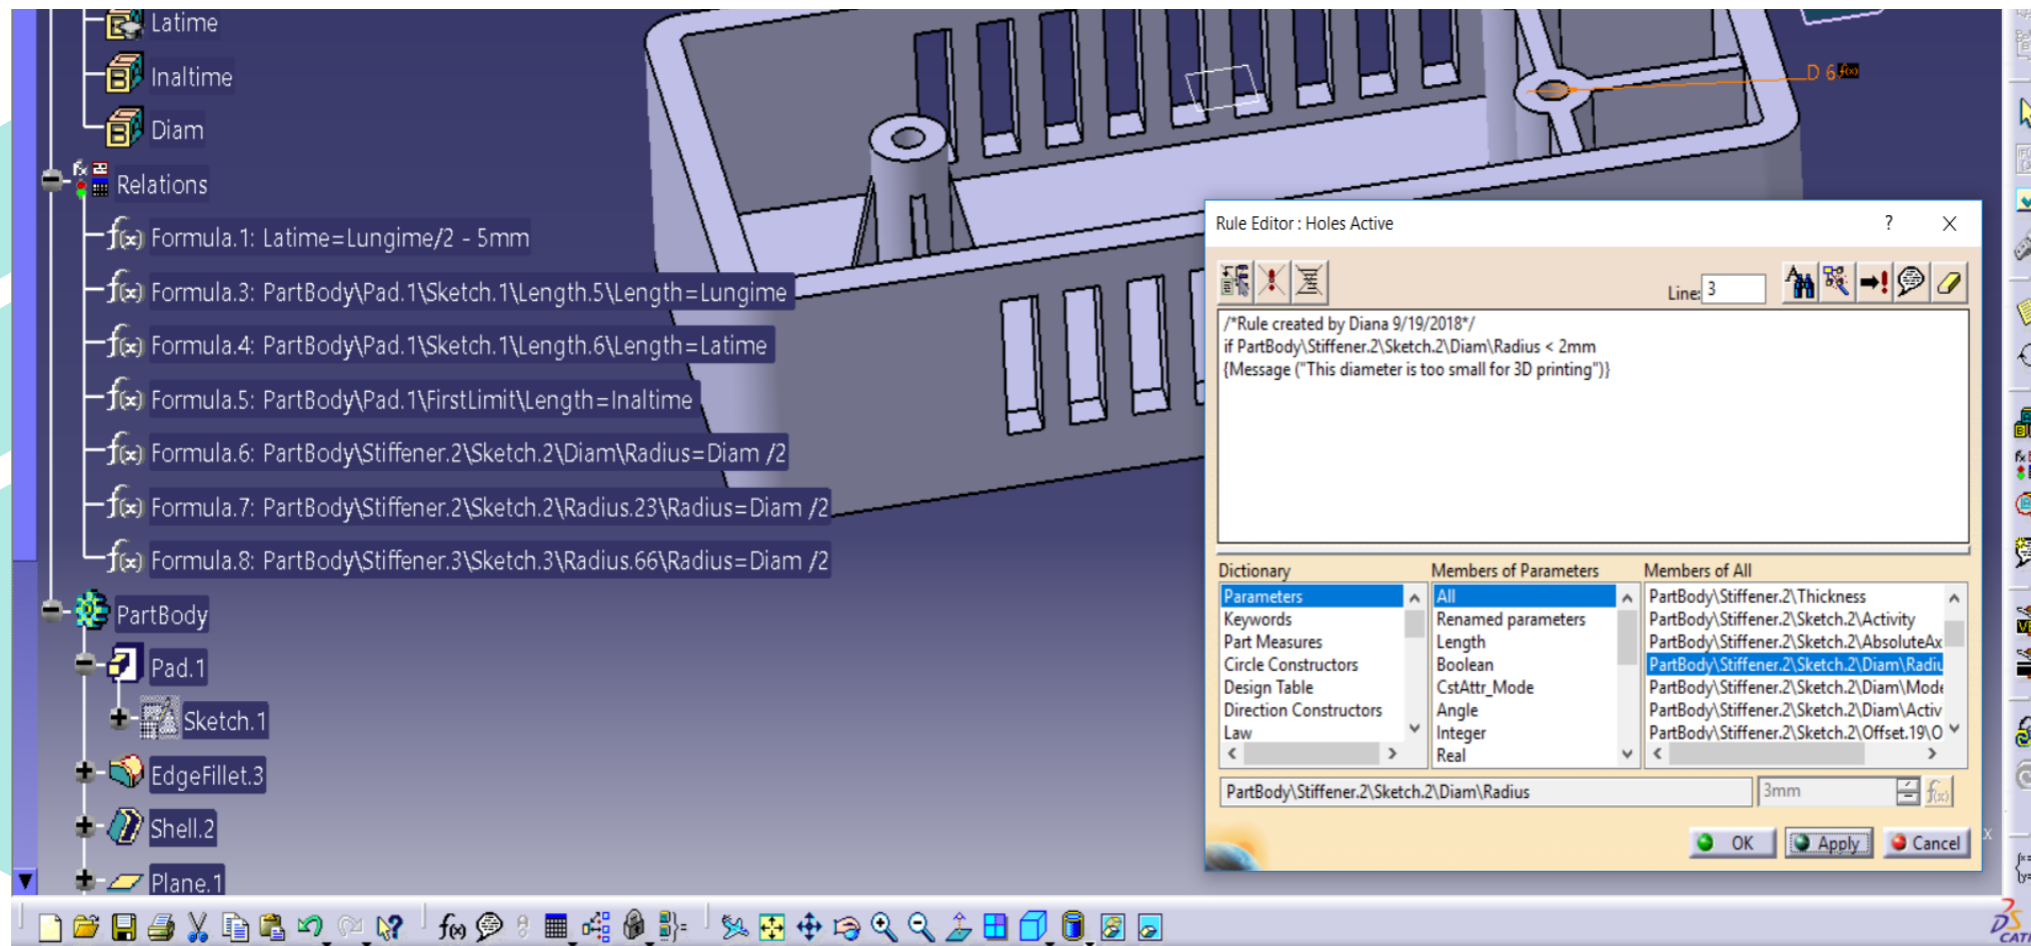 Latime
Inaltime
Diam
Relations
Formula.1: Latime=Lungime/2 - 5mm
Formula.3: PartBody\Pad.1\Sketch.1\Length.5\Length=Lungime
Formula.4: PartBody\Pad.1\Sketch.1\Length.6\Length=Latime
Formula.5: PartBody\Pad.1\FirstLimit\Length=Inaltime
Formula.6: PartBody\Stiffener.2\Sketch.2\Diam\Radius=Diam /2
Formula.7: PartBody\Stiffener.2\Sketch.2\Radius.23\Radius=Diam /2
Formula.8: PartBody\Stiffener.3\Sketch.3\Radius.66\Radius=Diam /2
PartBody
Pad.1
Sketch.1
EdgeFillet.3
Shell.2
Plane.1
D 6 f(x)
Rule Editor : Holes Active
Line: 3
/*Rule created by Diana 9/19/2018*/
if PartBody\Stiffener.2\Sketch.2\Diam\Radius < 2mm
{Message ("This diameter is too small for 3D printing")}
Dictionary
Parameters
Keywords
Part Measures
Circle Constructors
Design Table
Direction Constructors
Law
Members of Parameters
All
Renamed parameters
Length
Boolean
CstAttr_Mode
Angle
Integer
Real
Members of All
PartBody\Stiffener.2\Thickness
PartBody\Stiffener.2\Sketch.2\Activity
PartBody\Stiffener.2\Sketch.2\AbsoluteAx
PartBody\Stiffener.2\Sketch.2\Diam\Radiu
PartBody\Stiffener.2\Sketch.2\Diam\Mode
PartBody\Stiffener.2\Sketch.2\Diam\Activ
PartBody\Stiffener.2\Sketch.2\Offset.19\O
PartBody\Stiffener.2\Sketch.2\Diam\Radius
3mm
OK
Apply
Cancel
x
CATI